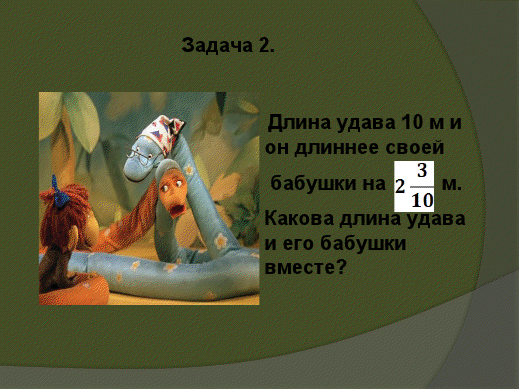 Задача 2.
Длина удава 10 м и
он длиннее своей
бабушки на 2 3/10 м.
Какова длина удава
и его бабушки
вместе?